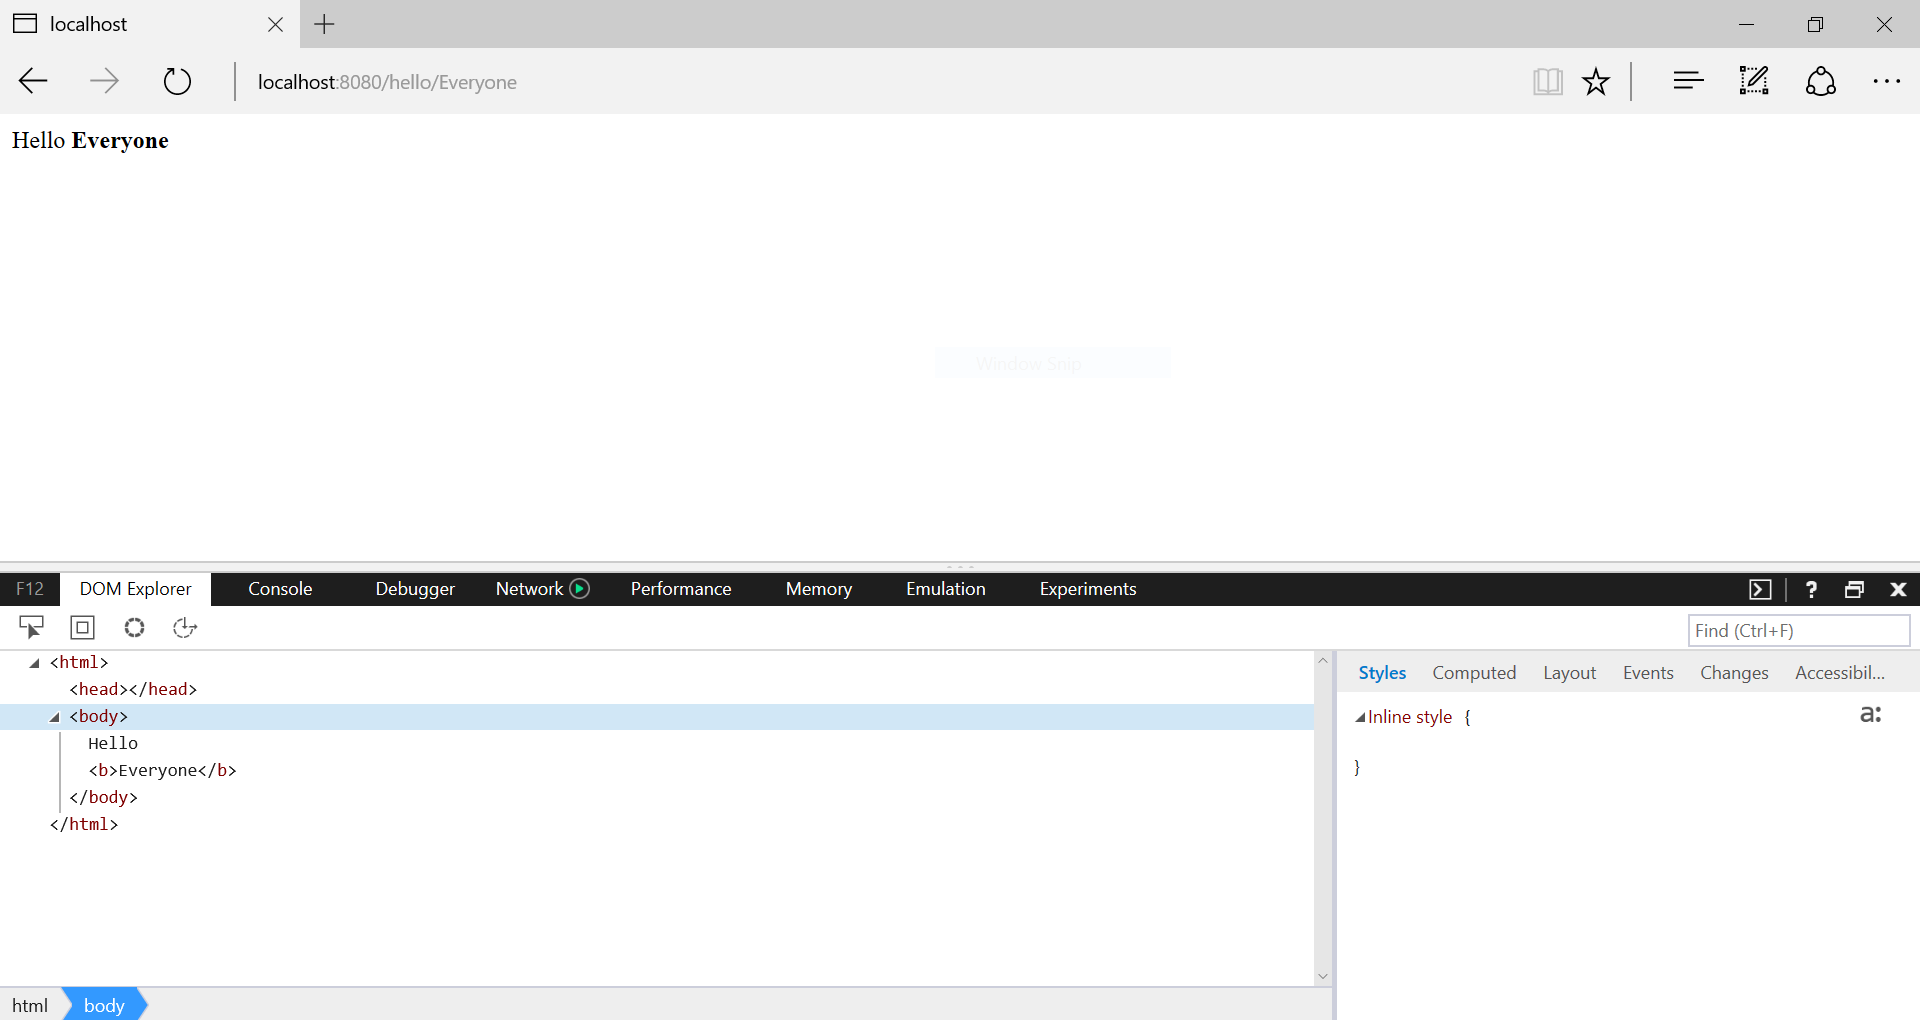 localhost
localhost:8080/hello/Everyone
Hello Everyone
Window Snip
F12 DOM Explorer Console Debugger Network Performance Memory Emulation Experiments ?
Find (Ctrl+F)
<html>
<head></head>
<body>
Hello
<b>Everyone</b>
</body>
</html>
Styles Computed Layout Events Changes Accessibil...
Inline style { a:
}
html body